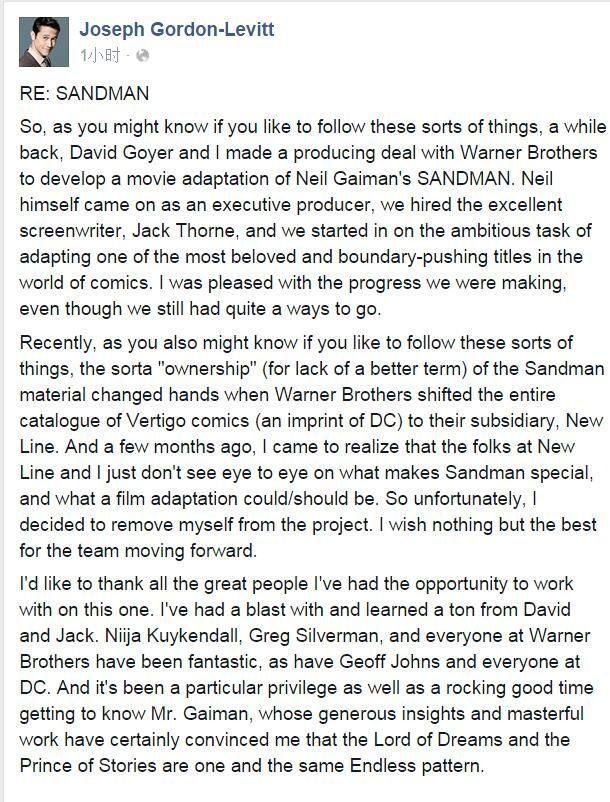 Joseph Gordon-Levitt
1小时 ·
RE: SANDMAN
So, as you might know if you like to follow these sorts of things, a while
back, David Goyer and I made a producing deal with Warner Brothers
to develop a movie adaptation of Neil Gaiman's SANDMAN. Neil
himself came on as an executive producer, we hired the excellent
screenwriter, Jack Thorne, and we started in on the ambitious task of
adapting one of the most beloved and boundary-pushing titles in the
world of comics. I was pleased with the progress we were making,
even though we still had quite a ways to go.
Recently, as you also might know if you like to follow these sorts of
things, the sorta "ownership" (for lack of a better term) of the Sandman
material changed hands when Warner Brothers shifted the entire
catalogue of Vertigo comics (an imprint of DC) to their subsidiary, New
Line. And a few months ago, I came to realize that the folks at New
Line and I just don't see eye to eye on what makes Sandman special,
and what a film adaptation could/should be. So unfortunately, I
decided to remove myself from the project. I wish nothing but the best
for the team moving forward.
I'd like to thank all the great people I've had the opportunity to work
with on this one. I've had a blast with and learned a ton from David
and Jack. Niija Kuykendall, Greg Silverman, and everyone at Warner
Brothers have been fantastic, as have Geoff Johns and everyone at
DC. And it's been a particular privilege as well as a rocking good time
getting to know Mr. Gaiman, whose generous insights and masterful
work have certainly convinced me that the Lord of Dreams and the
Prince of Stories are one and the same Endless pattern.